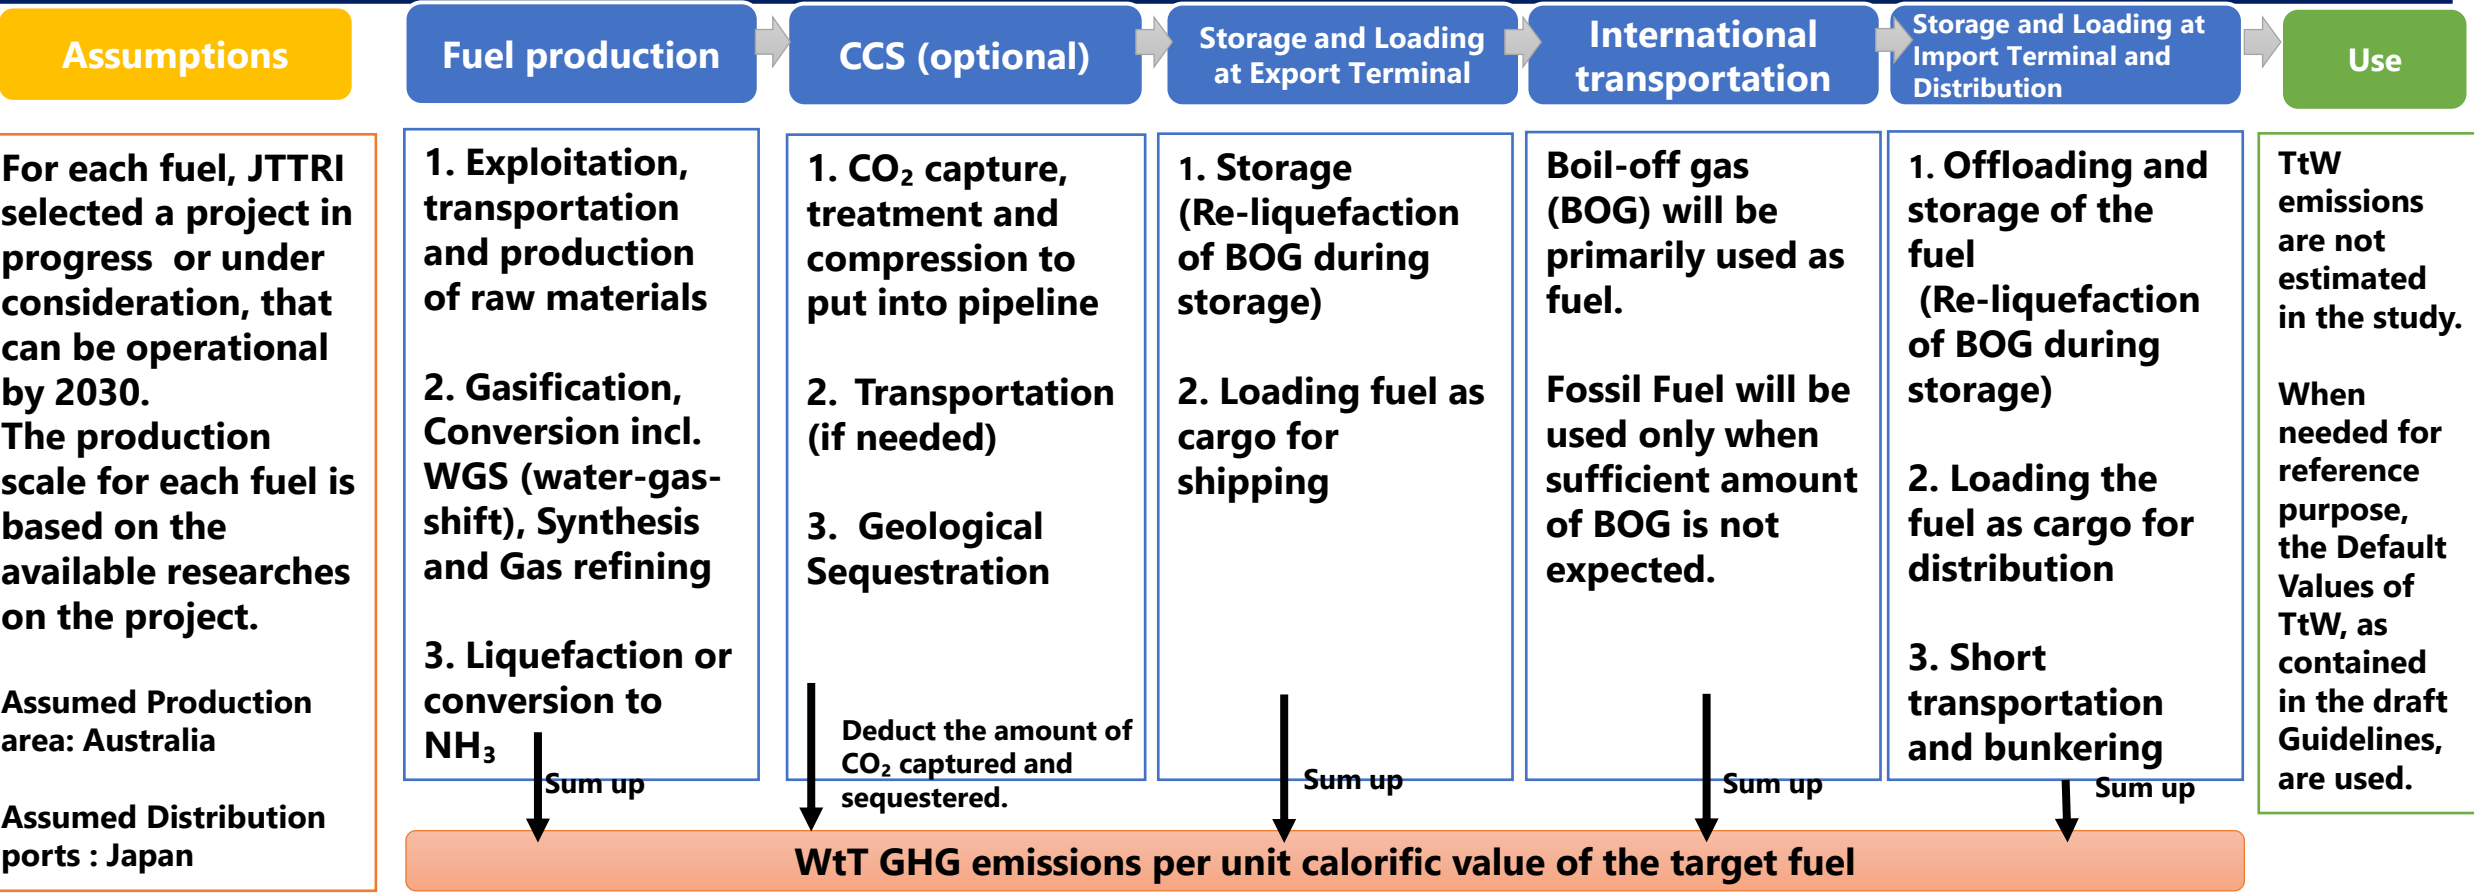 Assumptions
Fuel production
CCS (optional)
Storage and Loading
at Export Terminal
International
transportation
Storage and Loading at
Import Terminal and
Distribution
Use
For each fuel, JTTRI
selected a project in
progress or under
consideration, that
can be operational
by 2030.
The production
scale for each fuel is
based on the
available researches
on the project.
Assumed Production
area: Australia
Assumed Distribution
ports : Japan
1. Exploitation,
transportation
and production
of raw materials
2. Gasification,
Conversion incl.
WGS (water-gas-
shift), Synthesis
and Gas refining
3. Liquefaction or
conversion to
NH₃
Sum up
1. CO₂ capture,
treatment and
compression to
put into pipeline
2. Transportation
(if needed)
3. Geological
Sequestration
Deduct the amount of
CO₂ captured and
sequestered.
1. Storage
(Re-liquefaction
of BOG during
storage)
2. Loading fuel as
cargo for
shipping
Sum up
Boil-off gas
(BOG) will be
primarily used as
fuel.
Fossil Fuel will be
used only when
sufficient amount
of BOG is not
expected.
Sum up
1. Offloading and
storage of the
fuel
(Re-liquefaction
of BOG during
storage)
2. Loading the
fuel as cargo for
distribution
3. Short
transportation
and bunkering
Sum up
TtW
emissions
are not
estimated
in the study.
When
needed for
reference
purpose,
the Default
Values of
TtW, as
contained
in the draft
Guidelines,
are used.
WtT GHG emissions per unit calorific value of the target fuel